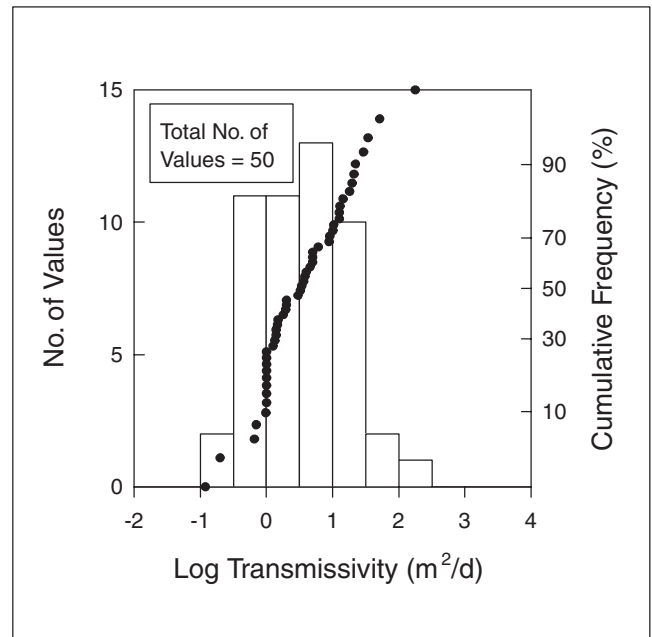 Total No. of
Values = 50
No. of Values
15
10
5
0
Cumulative Frequency (%)
90
70
50
30
10
-2 -1 0 1 2 3 4
Log Transmissivity (m²/d)